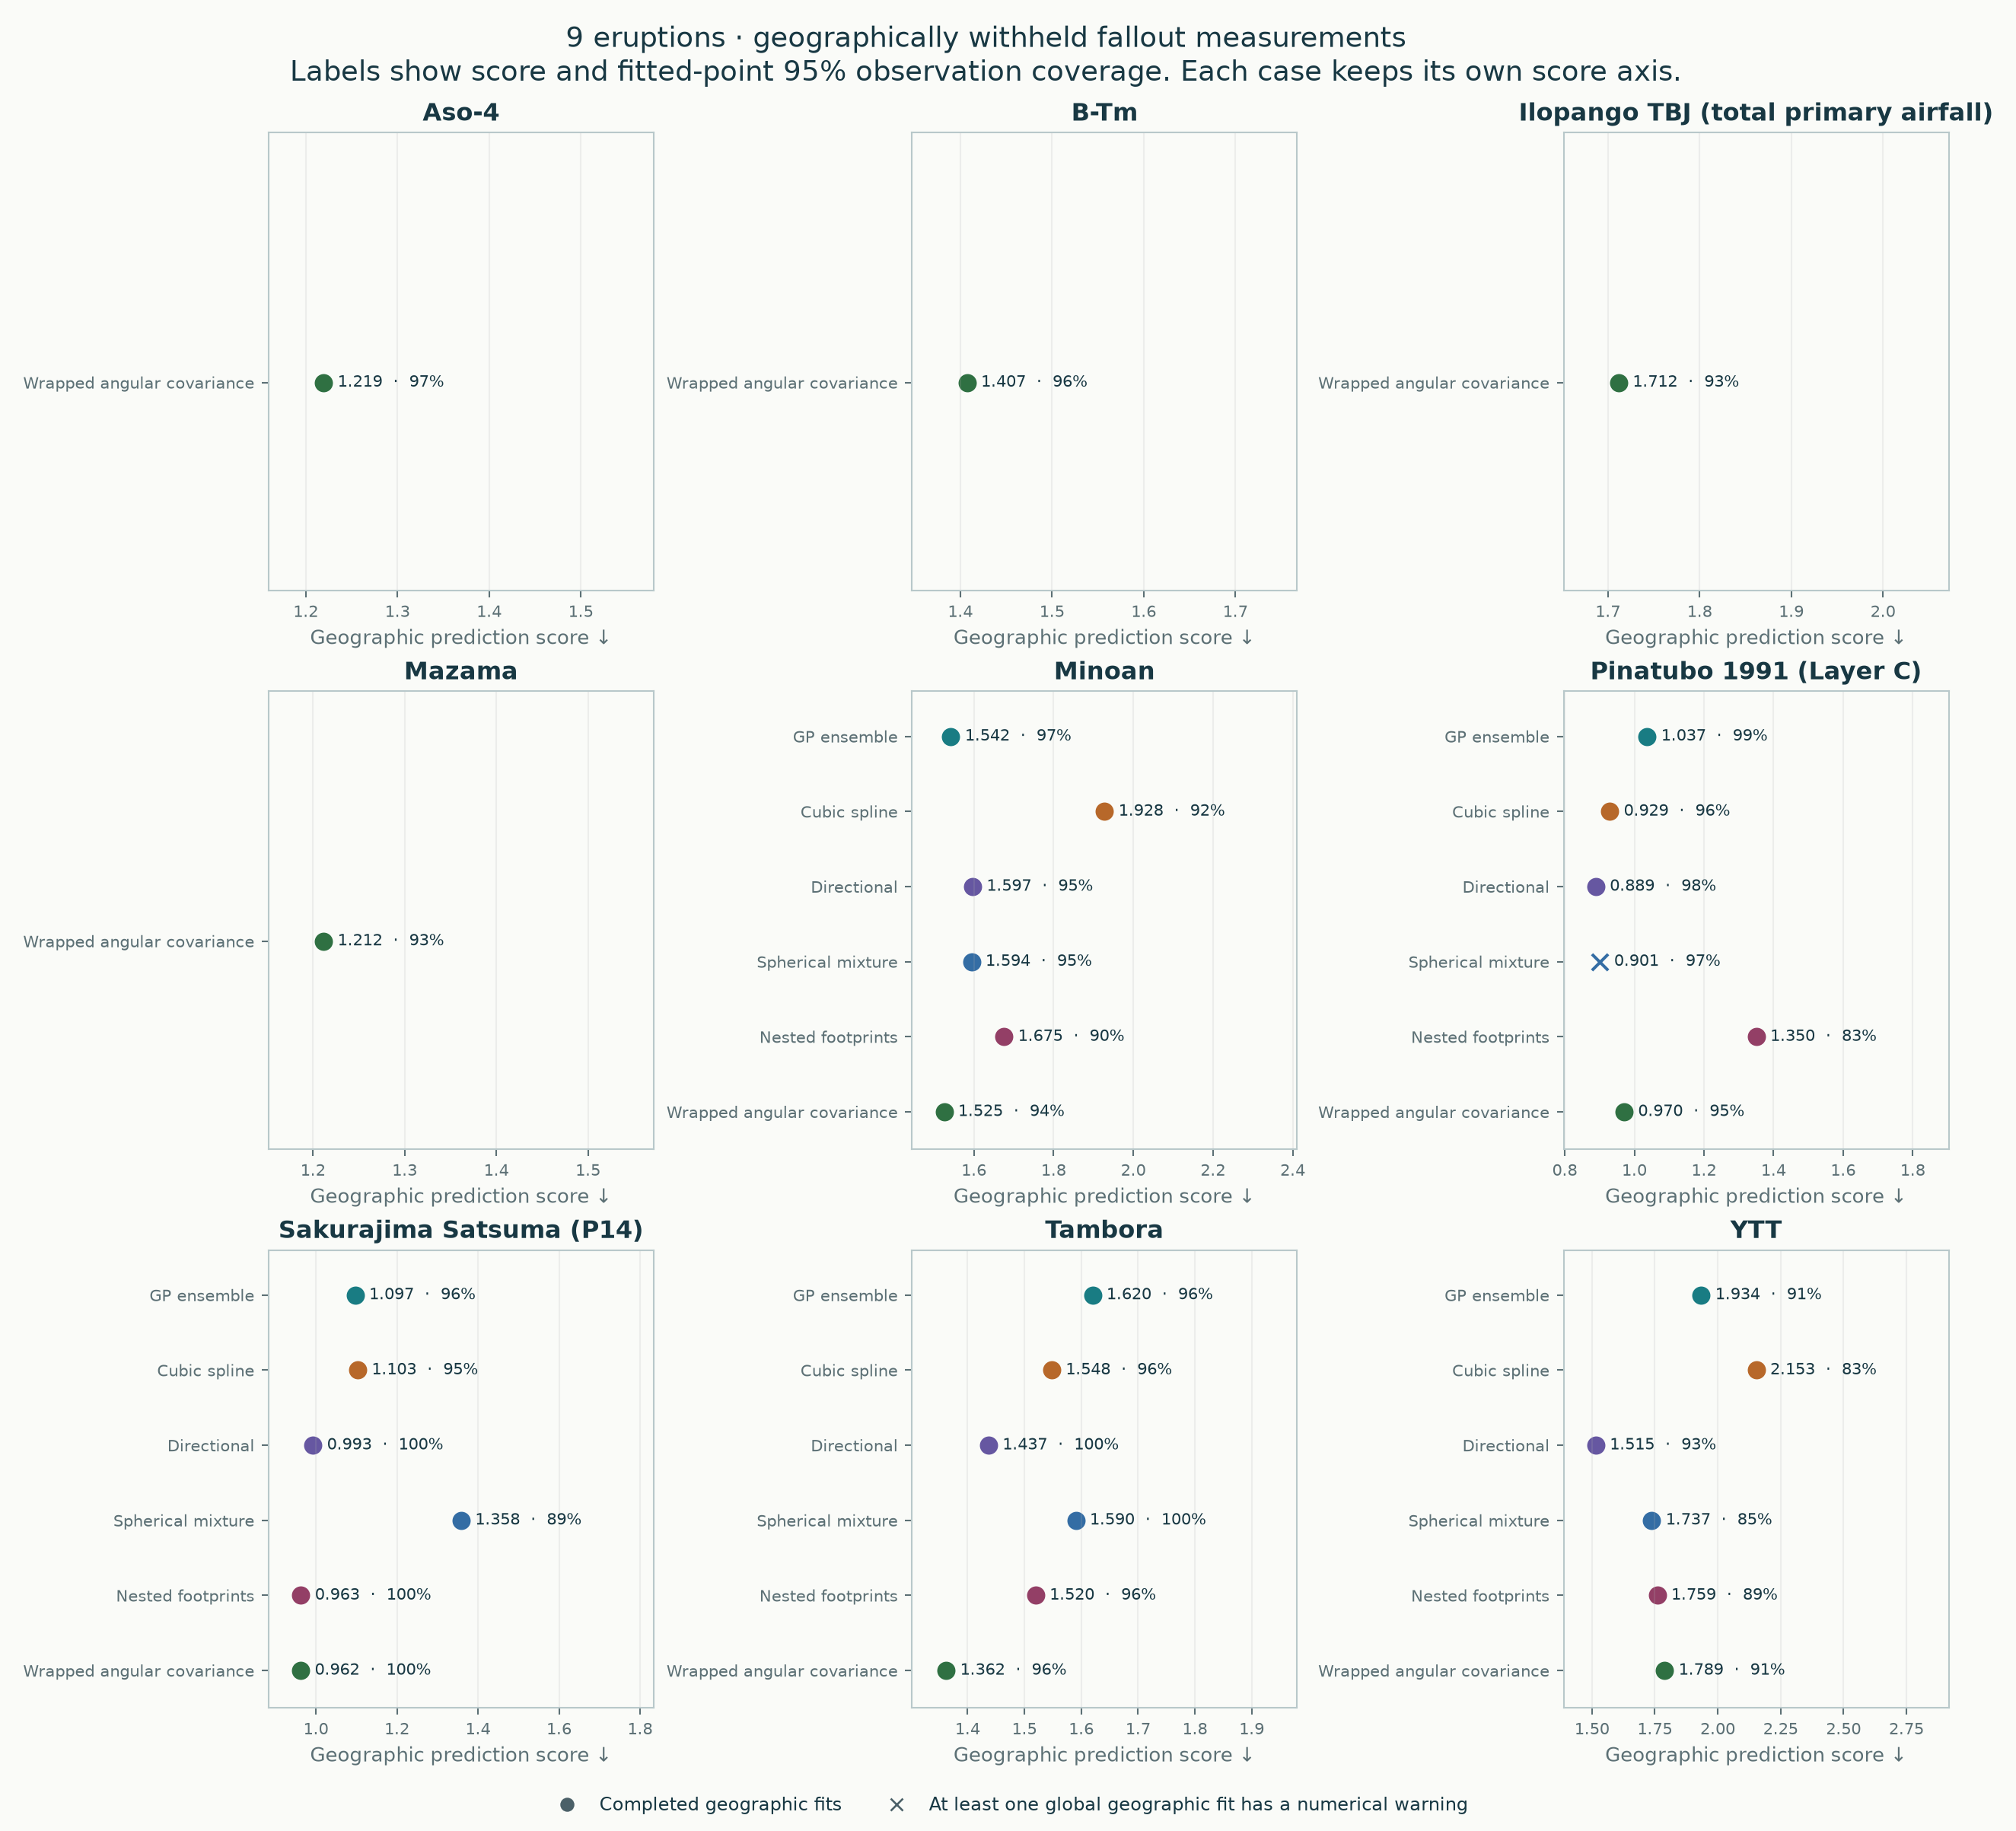 9 eruptions · geographically withheld fallout measurements
Labels show score and fitted-point 95% observation coverage. Each case keeps its own score axis.
Aso-4
Wrapped angular covariance
1.219 · 97%
1.2 1.3 1.4 1.5
Geographic prediction score ↓
B-Tm
Wrapped angular covariance
1.407 · 96%
1.4 1.5 1.6 1.7
Geographic prediction score ↓
Ilopango TBJ (total primary airfall)
Wrapped angular covariance
1.712 · 93%
1.7 1.8 1.9 2.0
Geographic prediction score ↓
Mazama
Wrapped angular covariance
1.212 · 93%
1.2 1.3 1.4 1.5
Geographic prediction score ↓
Minoan
GP ensemble 1.542 · 97%
Cubic spline 1.928 · 92%
Directional 1.597 · 95%
Spherical mixture 1.594 · 95%
Nested footprints 1.675 · 90%
Wrapped angular covariance 1.525 · 94%
1.6 1.8 2.0 2.2 2.4
Geographic prediction score ↓
Pinatubo 1991 (Layer C)
GP ensemble 1.037 · 99%
Cubic spline 0.929 · 96%
Directional 0.889 · 98%
Spherical mixture 0.901 · 97%
Nested footprints 1.350 · 83%
Wrapped angular covariance 0.970 · 95%
0.8 1.0 1.2 1.4 1.6 1.8
Geographic prediction score ↓
Sakurajima Satsuma (P14)
GP ensemble 1.097 · 96%
Cubic spline 1.103 · 95%
Directional 0.993 · 100%
Spherical mixture 1.358 · 89%
Nested footprints 0.963 · 100%
Wrapped angular covariance 0.962 · 100%
1.0 1.2 1.4 1.6 1.8
Geographic prediction score ↓
Tambora
GP ensemble 1.620 · 96%
Cubic spline 1.548 · 96%
Directional 1.437 · 100%
Spherical mixture 1.590 · 100%
Nested footprints 1.520 · 96%
Wrapped angular covariance 1.362 · 96%
1.4 1.5 1.6 1.7 1.8 1.9
Geographic prediction score ↓
YTT
GP ensemble 1.934 · 91%
Cubic spline 2.153 · 83%
Directional 1.515 · 93%
Spherical mixture 1.737 · 85%
Nested footprints 1.759 · 89%
Wrapped angular covariance 1.789 · 91%
1.50 1.75 2.00 2.25 2.50 2.75
Geographic prediction score ↓
Completed geographic fits
At least one global geographic fit has a numerical warning